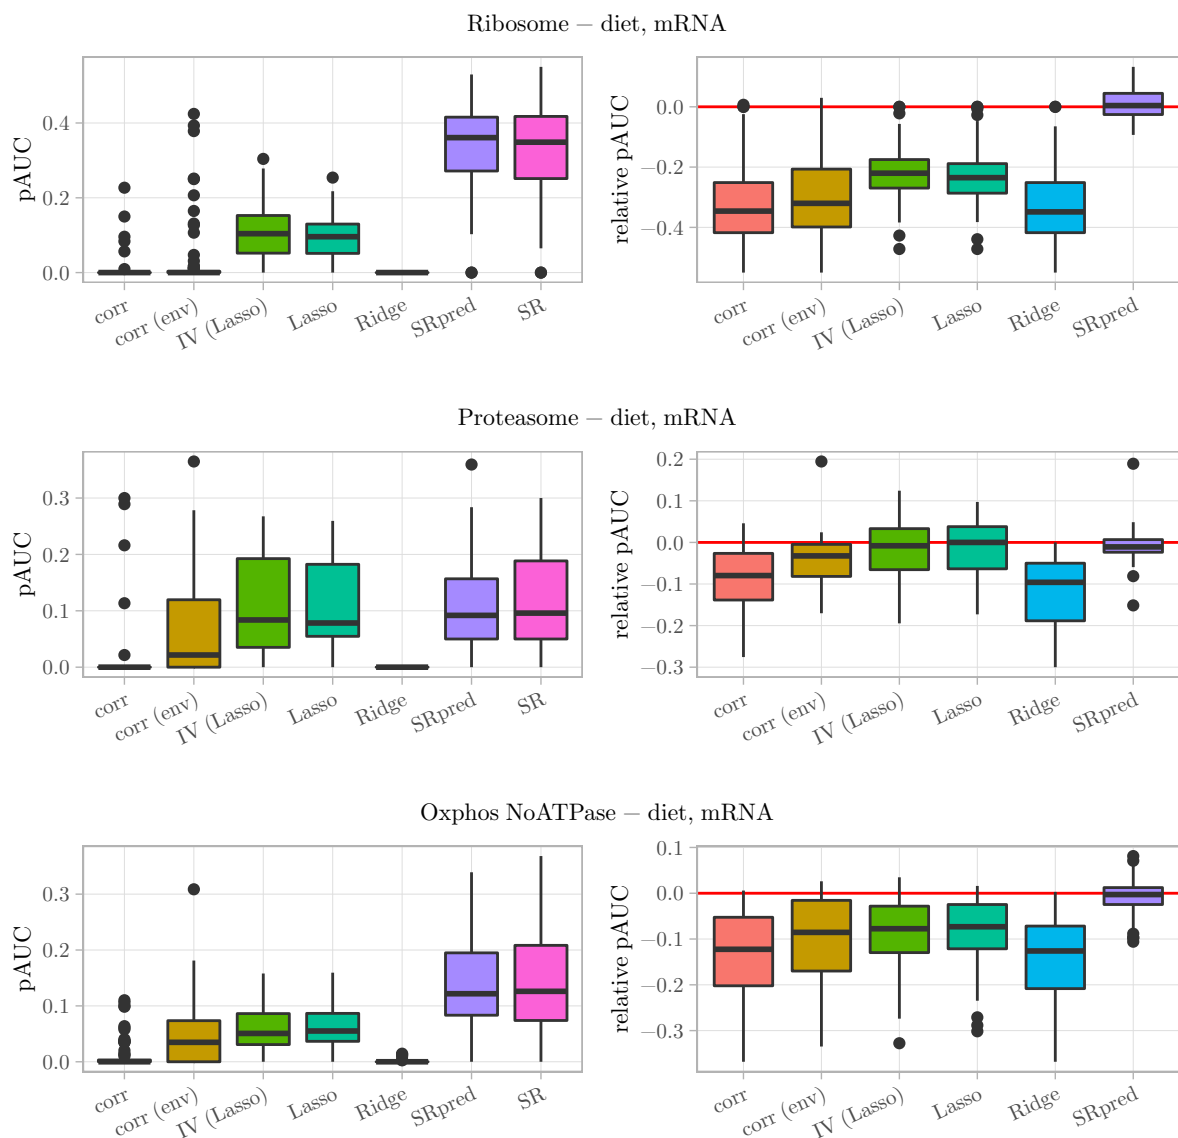 Ribosome − diet, mRNA
pAUC
0.4
0.2
0.0
corr
corr (env)
IV (Lasso)
Lasso
Ridge
SRpred
SR
relative pAUC
0.0
−0.2
−0.4
corr
corr (env)
IV (Lasso)
Lasso
Ridge
SRpred
Proteasome − diet, mRNA
pAUC
0.3
0.2
0.1
0.0
corr
corr (env)
IV (Lasso)
Lasso
Ridge
SRpred
SR
relative pAUC
0.2
0.1
0.0
−0.1
−0.2
−0.3
corr
corr (env)
IV (Lasso)
Lasso
Ridge
SRpred
Oxphos NoATPase − diet, mRNA
pAUC
0.3
0.2
0.1
0.0
corr
corr (env)
IV (Lasso)
Lasso
Ridge
SRpred
SR
relative pAUC
0.1
0.0
−0.1
−0.2
−0.3
corr
corr (env)
IV (Lasso)
Lasso
Ridge
SRpred